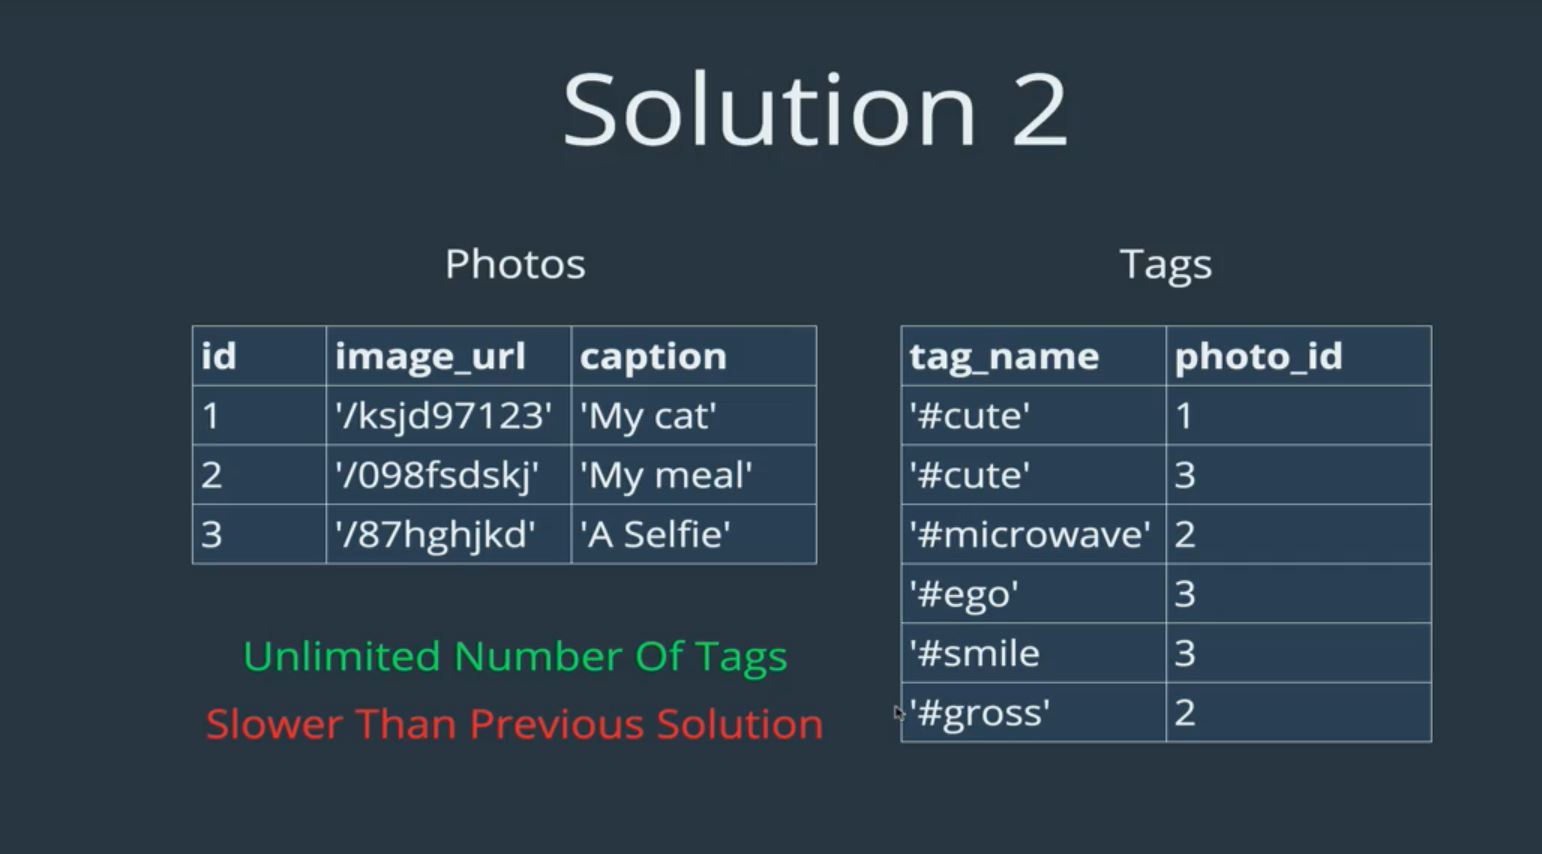 Solution 2
Photos
id image_url caption
1 '/ksjd97123' 'My cat'
2 '/098fsdskj' 'My meal'
3 '/87hghjkd' 'A Selfie'
Unlimited Number Of Tags
Slower Than Previous Solution
Tags
tag_name photo_id
'#cute' 1
'#cute' 3
'#microwave' 2
'#ego' 3
'#smile 3
'#gross' 2